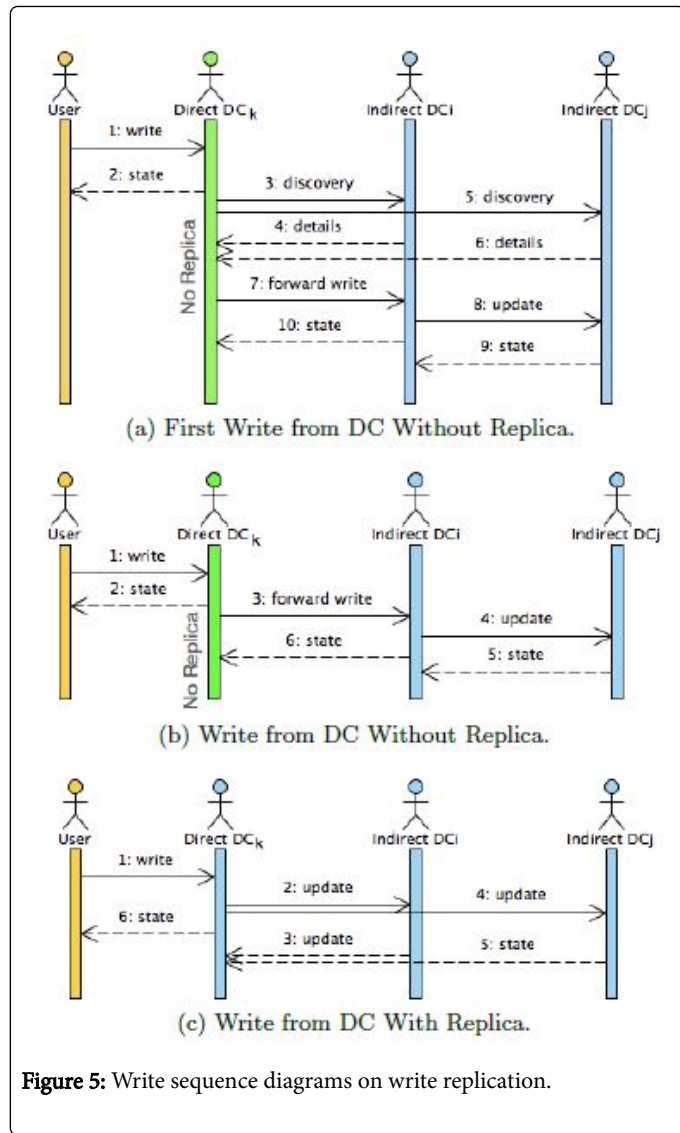 User Direct DCk Indirect DCi Indirect DCj
1: write
2: state
3: discovery
5: discovery
4: details
6: details
No Replica
7: forward write
8: update
10: state
9: state
(a) First Write from DC Without Replica.
User Direct DCk Indirect DCi Indirect DCj
1: write
2: state
3: forward write
4: update
No Replica
6: state
5: state
(b) Write from DC Without Replica.
User Direct DCk Indirect DCi Indirect DCj
1: write
2: update
4: update
6: state
3: update
5: state
(c) Write from DC With Replica.
Figure 5: Write sequence diagrams on write replication.